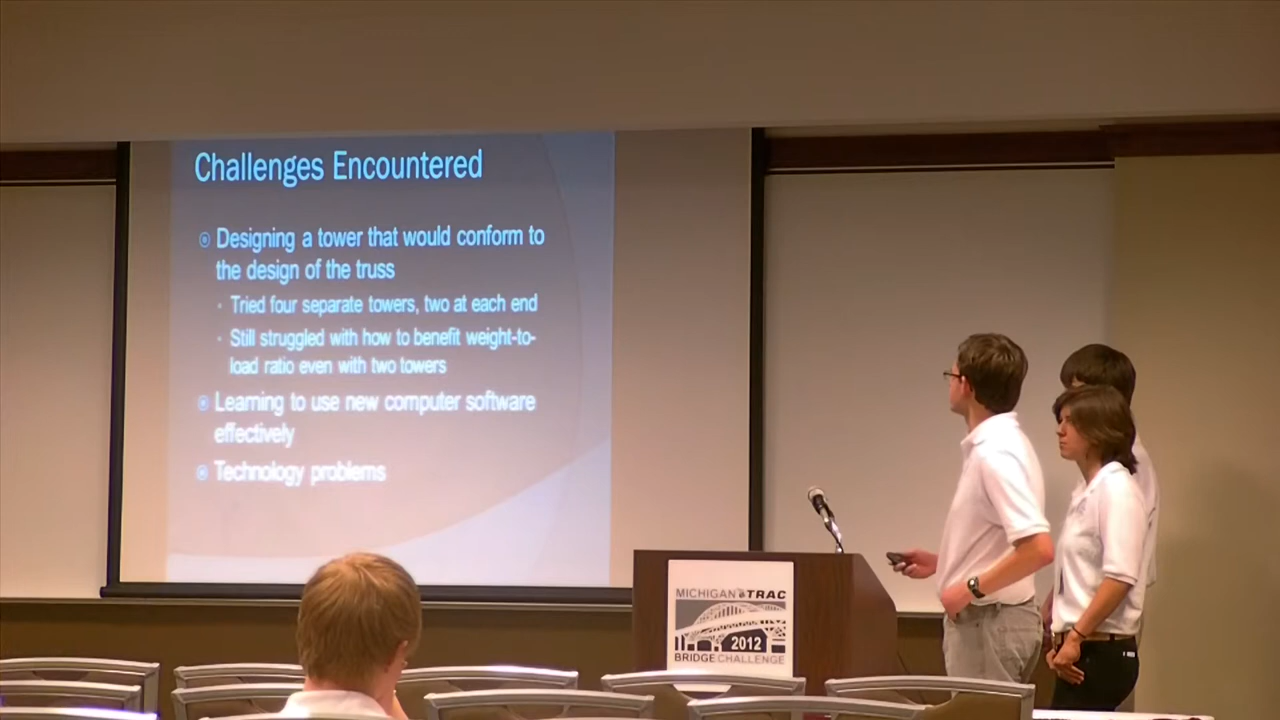 Challenges Encountered
Designing a tower that would conform to
the design of the truss
Tried four separate towers, two at each end
Still struggled with how to benefit weight-to-
load ratio even with two towers
Learning to use new computer software
effectively
Technology problems
MICHIGAN TRAC
2012
BRIDGE CHALLENGE